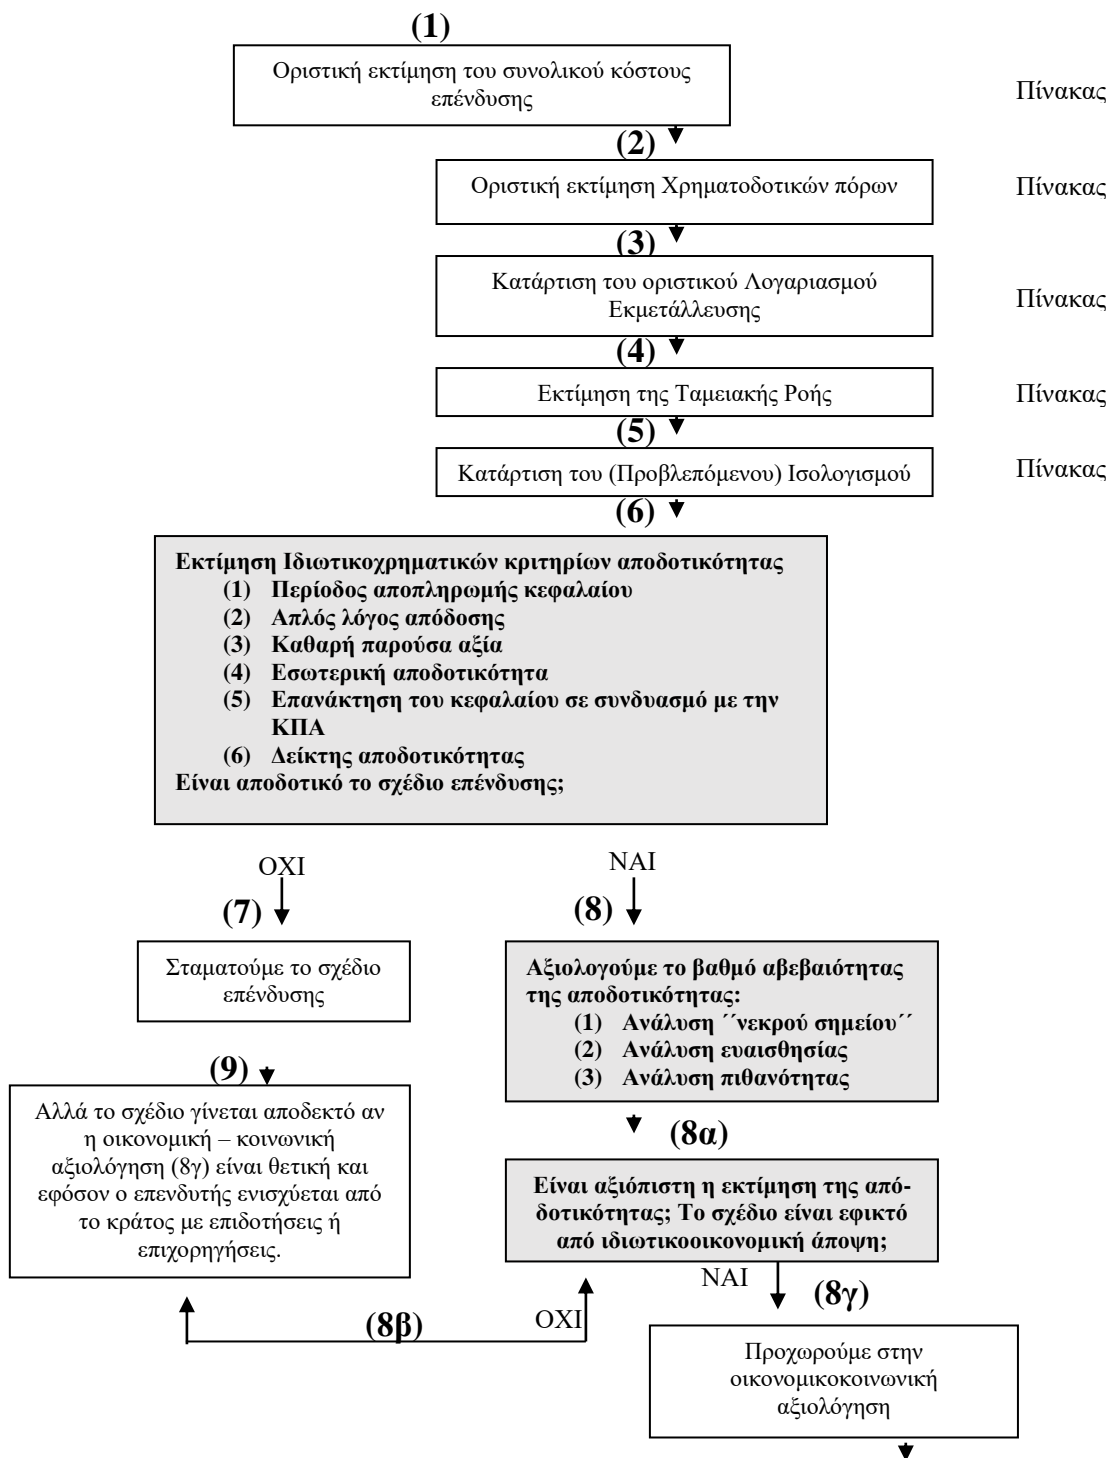 (1)
Οριστική εκτίμηση του συνολικού κόστους
επένδυσης
Πίνακας
(2)
Οριστική εκτίμηση Χρηματοδοτικών πόρων
Πίνακας
(3)
Κατάρτιση του οριστικού Λογαριασμού
Εκμετάλλευσης
Πίνακας
(4)
Εκτίμηση της Ταμειακής Ροής
Πίνακας
(5)
Κατάρτιση του (Προβλεπόμενου) Ισολογισμού
Πίνακας
(6)
Εκτίμηση Ιδιωτικοχρηματικών κριτηρίων αποδοτικότητας
(1) Περίοδος αποπληρωμής κεφαλαίου
(2) Απλός λόγος απόδοσης
(3) Καθαρή παρούσα αξία
(4) Εσωτερική αποδοτικότητα
(5) Επανάκτηση του κεφαλαίου σε συνδυασμό με την
ΚΠΑ
(6) Δείκτης αποδοτικότητας
Είναι αποδοτικό το σχέδιο επένδυσης;
ΟΧΙ
ΝΑΙ
(7)
(8)
Σταματούμε το σχέδιο
επένδυσης
Αξιολογούμε το βαθμό αβεβαιότητας
της αποδοτικότητας:
(1) Ανάλυση ´´νεκρού σημείου´´
(2) Ανάλυση ευαισθησίας
(3) Ανάλυση πιθανότητας
(9)
Αλλά το σχέδιο γίνεται αποδεκτό αν
η οικονομική – κοινωνική
αξιολόγηση (8γ) είναι θετική και
εφόσον ο επενδυτής ενισχύεται από
το κράτος με επιδοτήσεις ή
επιχορηγήσεις.
(8α)
Είναι αξιόπιστη η εκτίμηση της από-
δοτικότητας; Το σχέδιο είναι εφικτό
από ιδιωτικοοικονομική άποψη;
ΝΑΙ
(8γ)
(8β)
ΟΧΙ
Προχωρούμε στην
οικονομικοκοινωνική
αξιολόγηση